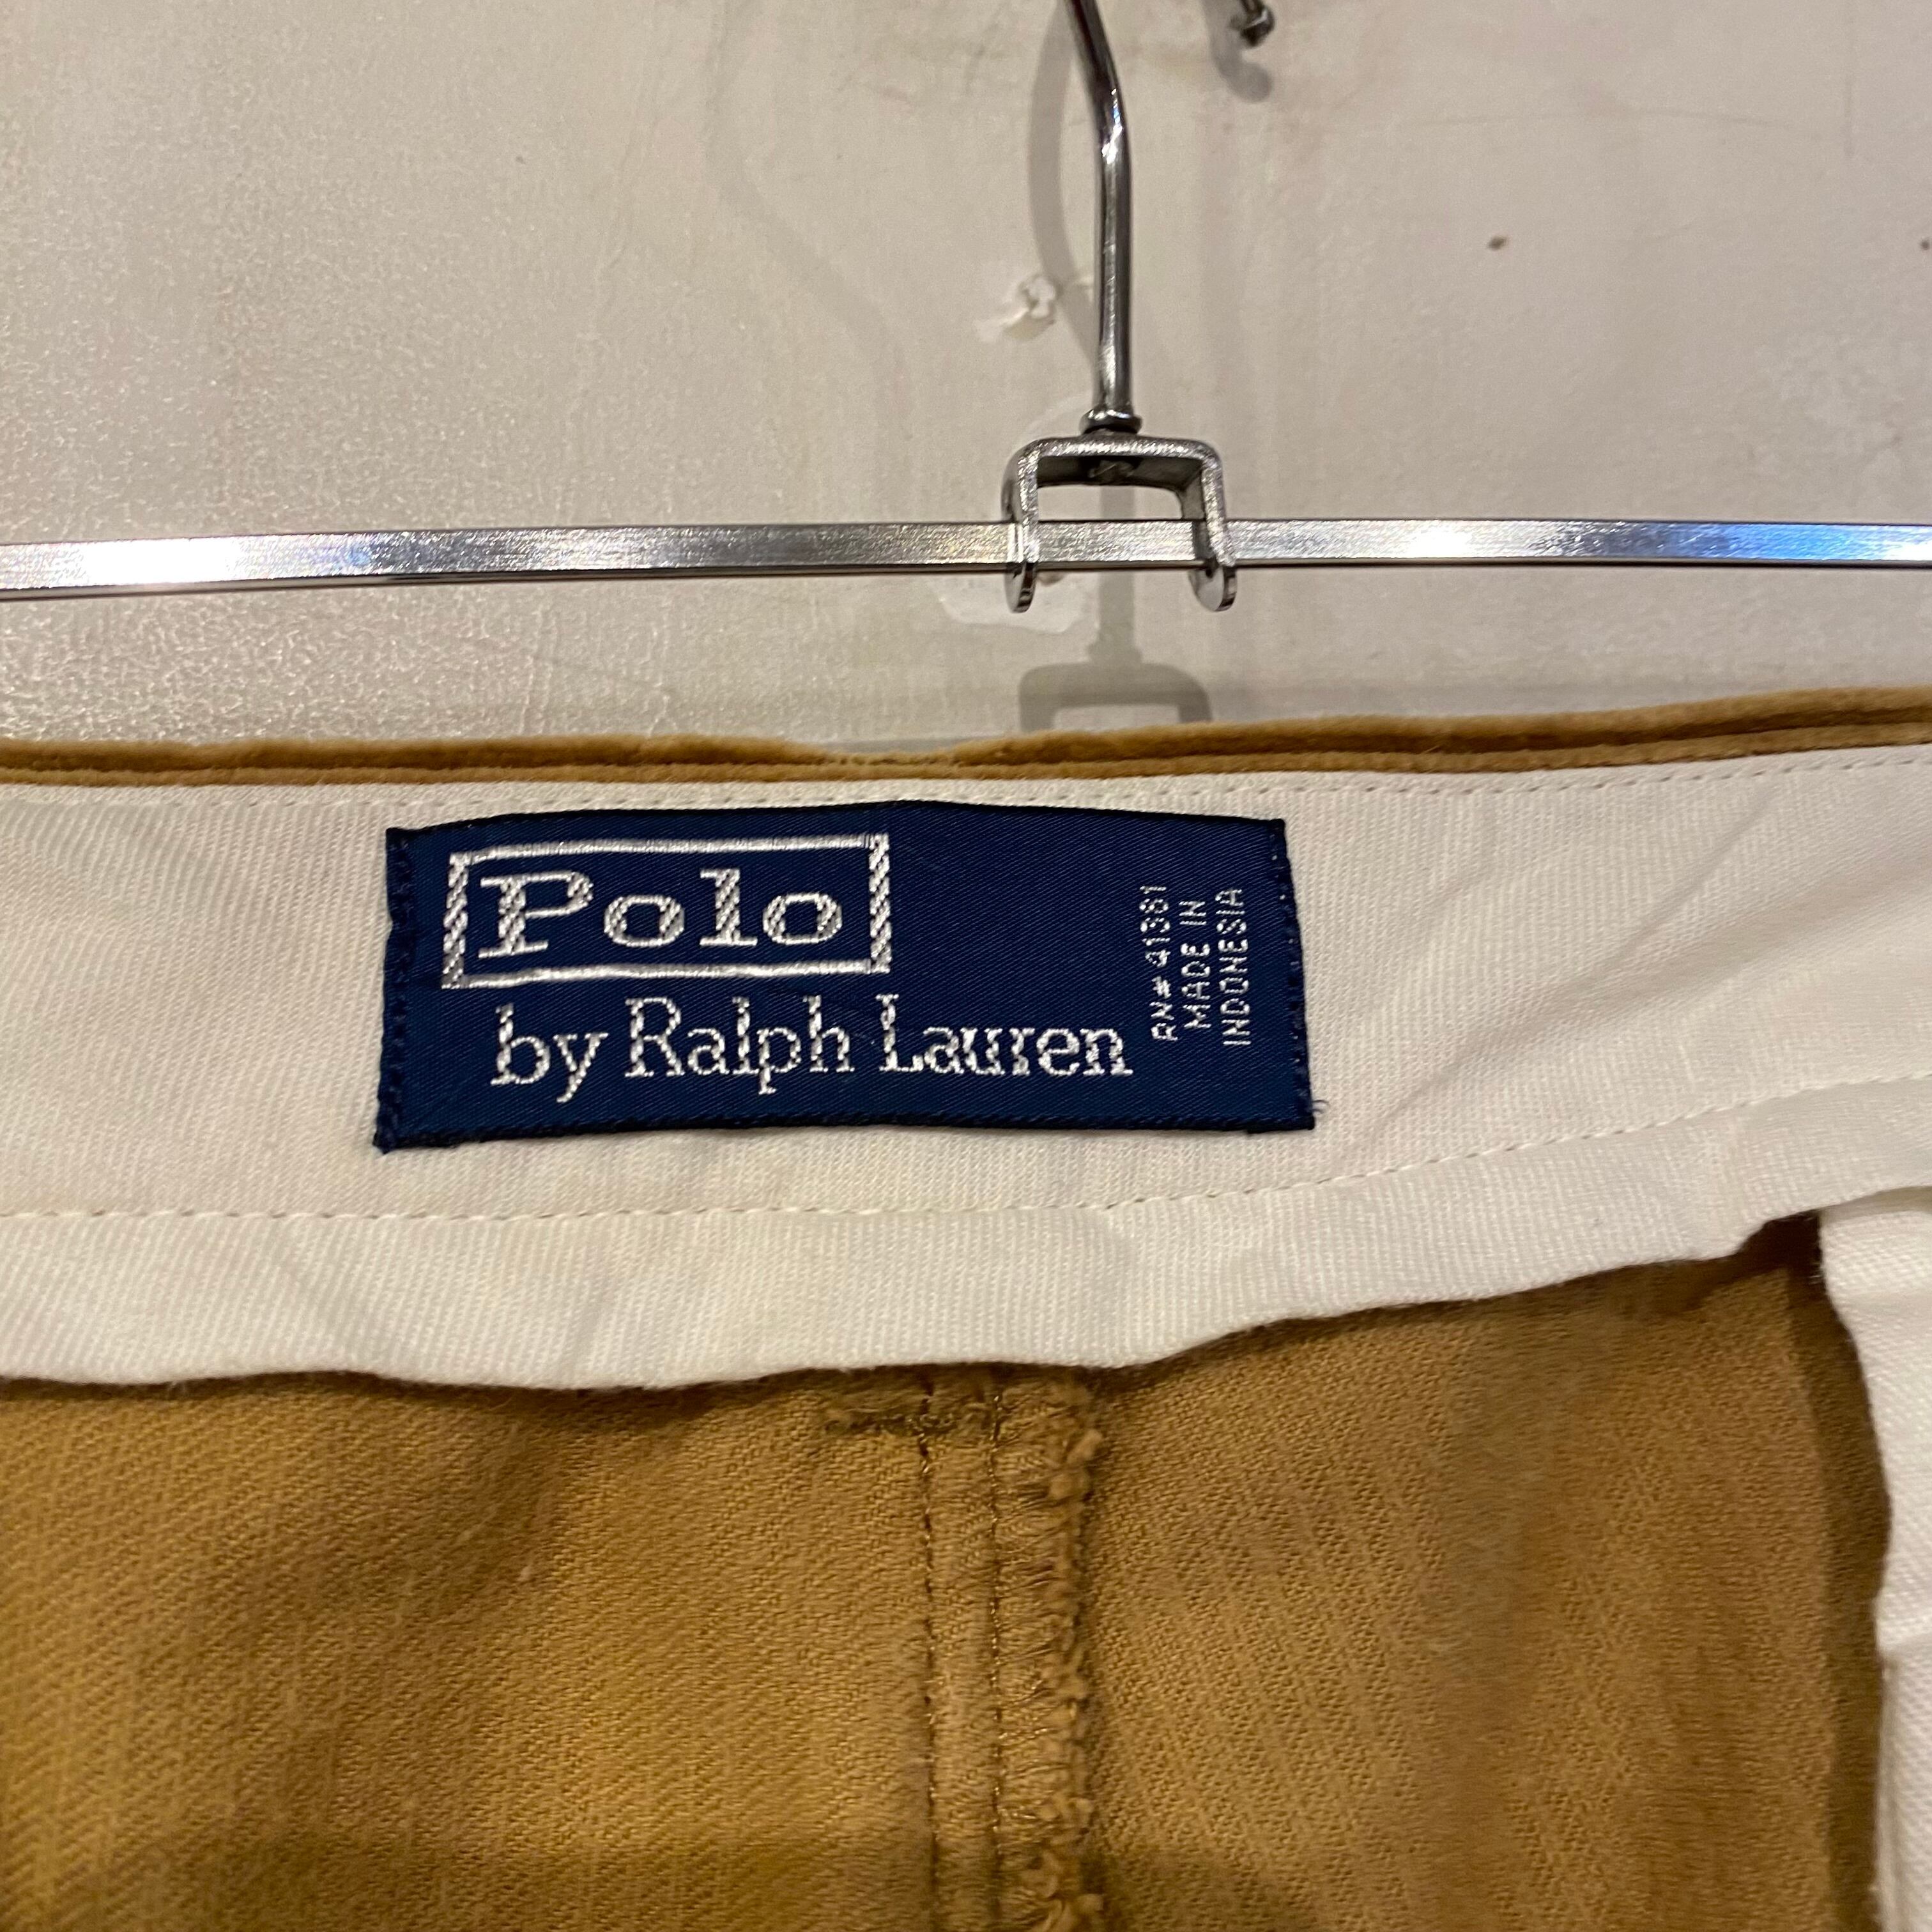 Polo
by Ralph Lauren
RN# 41381
MADE IN
INDONESIA